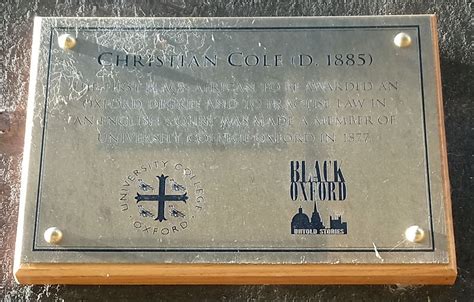 CHRISTIAN COLE (D. 1885)
THE FIRST BLACK AFRICAN TO BE AWARDED AN
OXFORD DEGREE AND TO PRACTISE LAW IN
AN ENGLISH COURT WAS MADE A MEMBER OF
UNIVERSITY COLLEGE OXFORD IN 1877
UNIVERSITY COLLEGE
OXFORD
BLACK
OXFORD
UNTOLD STORIES